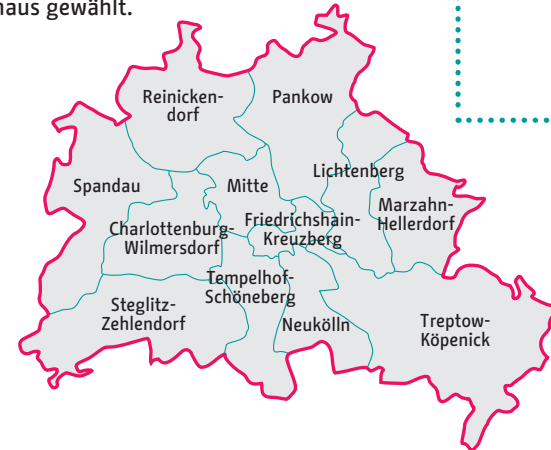 haus gewählt.
Reinicken-
dorf
Pankow
Lichtenberg
Spandau
Mitte
Marzahn-
Hellerdorf
Charlottenburg-
Wilmersdorf
Friedrichshain-
Kreuzberg
Tempelhof-
Schöneberg
Steglitz-
Zehlendorf
Neukölln
Treptow-
Köpenick